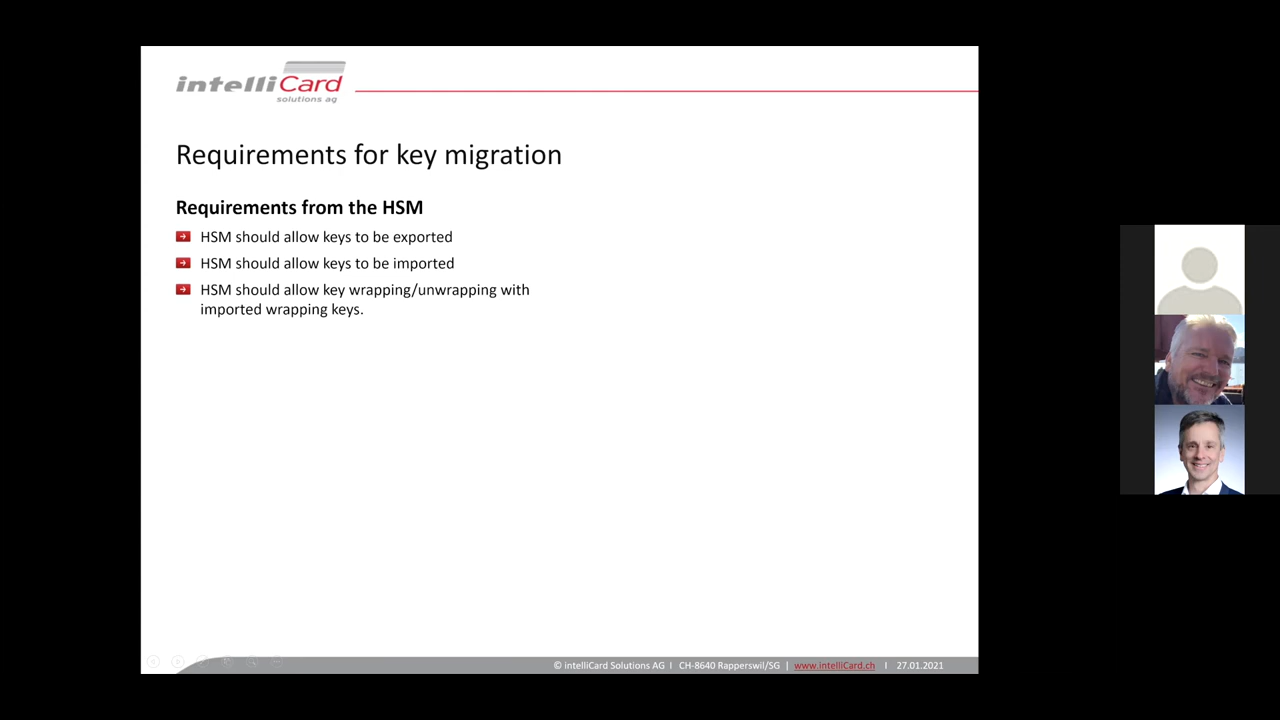 intelliCard
solutions ag
Requirements for key migration
Requirements from the HSM
HSM should allow keys to be exported
HSM should allow keys to be imported
HSM should allow key wrapping/unwrapping with
imported wrapping keys.
© intelliCard Solutions AG I CH-8640 Rapperswil/SG | www.intelliCard.ch I 27.01.2021